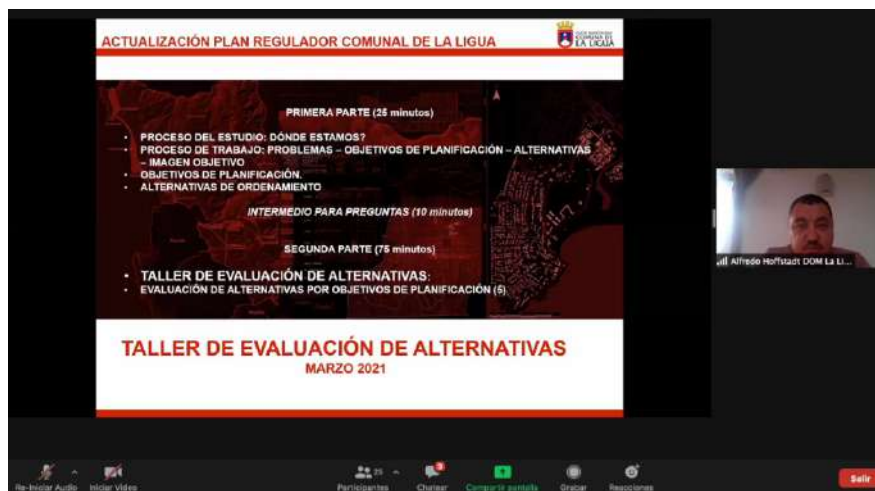 ACTUALIZACIÓN PLAN REGULADOR COMUNAL DE LA LIGUA
COMUNA DE
LA LIGUA
PRIMERA PARTE (25 minutos)
• PROCESO DEL ESTUDIO: DÓNDE ESTAMOS?
• PROCESO DE TRABAJO: PROBLEMAS – OBJETIVOS DE PLANIFICACIÓN – ALTERNATIVAS
– IMAGEN OBJETIVO
• OBJETIVOS DE PLANIFICACIÓN.
• ALTERNATIVAS DE ORDENAMIENTO
INTERMEDIO PARA PREGUNTAS (10 minutos)
SEGUNDA PARTE (75 minutos)
• TALLER DE EVALUACIÓN DE ALTERNATIVAS:
• EVALUACIÓN DE ALTERNATIVAS POR OBJETIVOS DE PLANIFICACIÓN (5)
TALLER DE EVALUACIÓN DE ALTERNATIVAS
MARZO 2021
Alfredo Hoffstadt DOM La Li...
Re-Iniciar Audio Iniciar Video Participantes 25 Chatear 3 Compartir pantalla Grabar Reacciones Salir